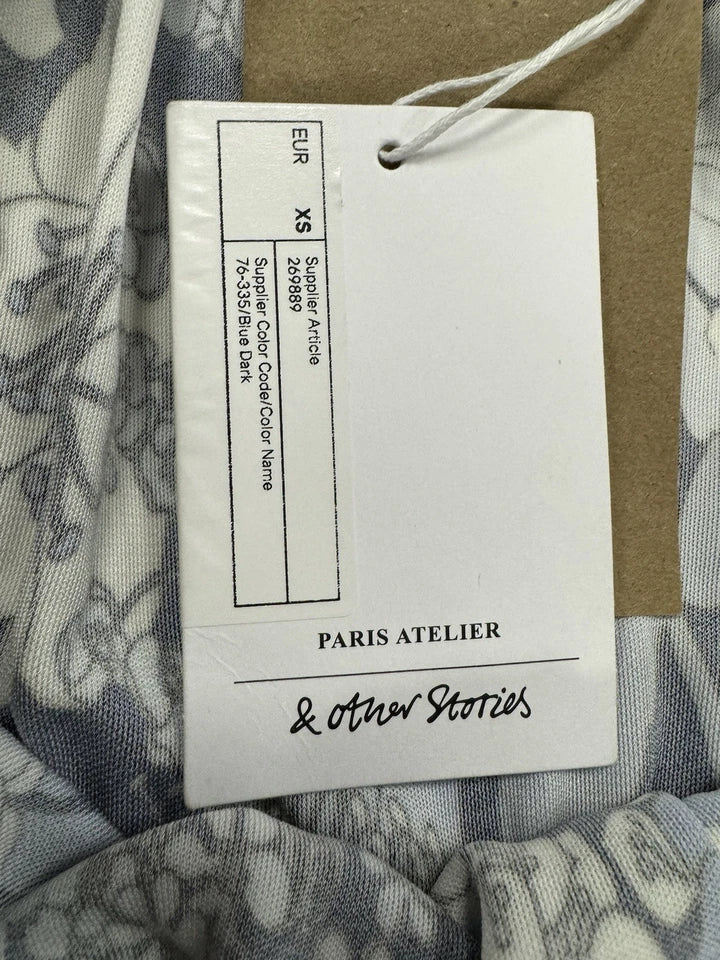 EUR XS
Supplier Article
269889
Supplier Color Code/Color Name
76-335/Blue Dark
PARIS ATELIER
& other Stories